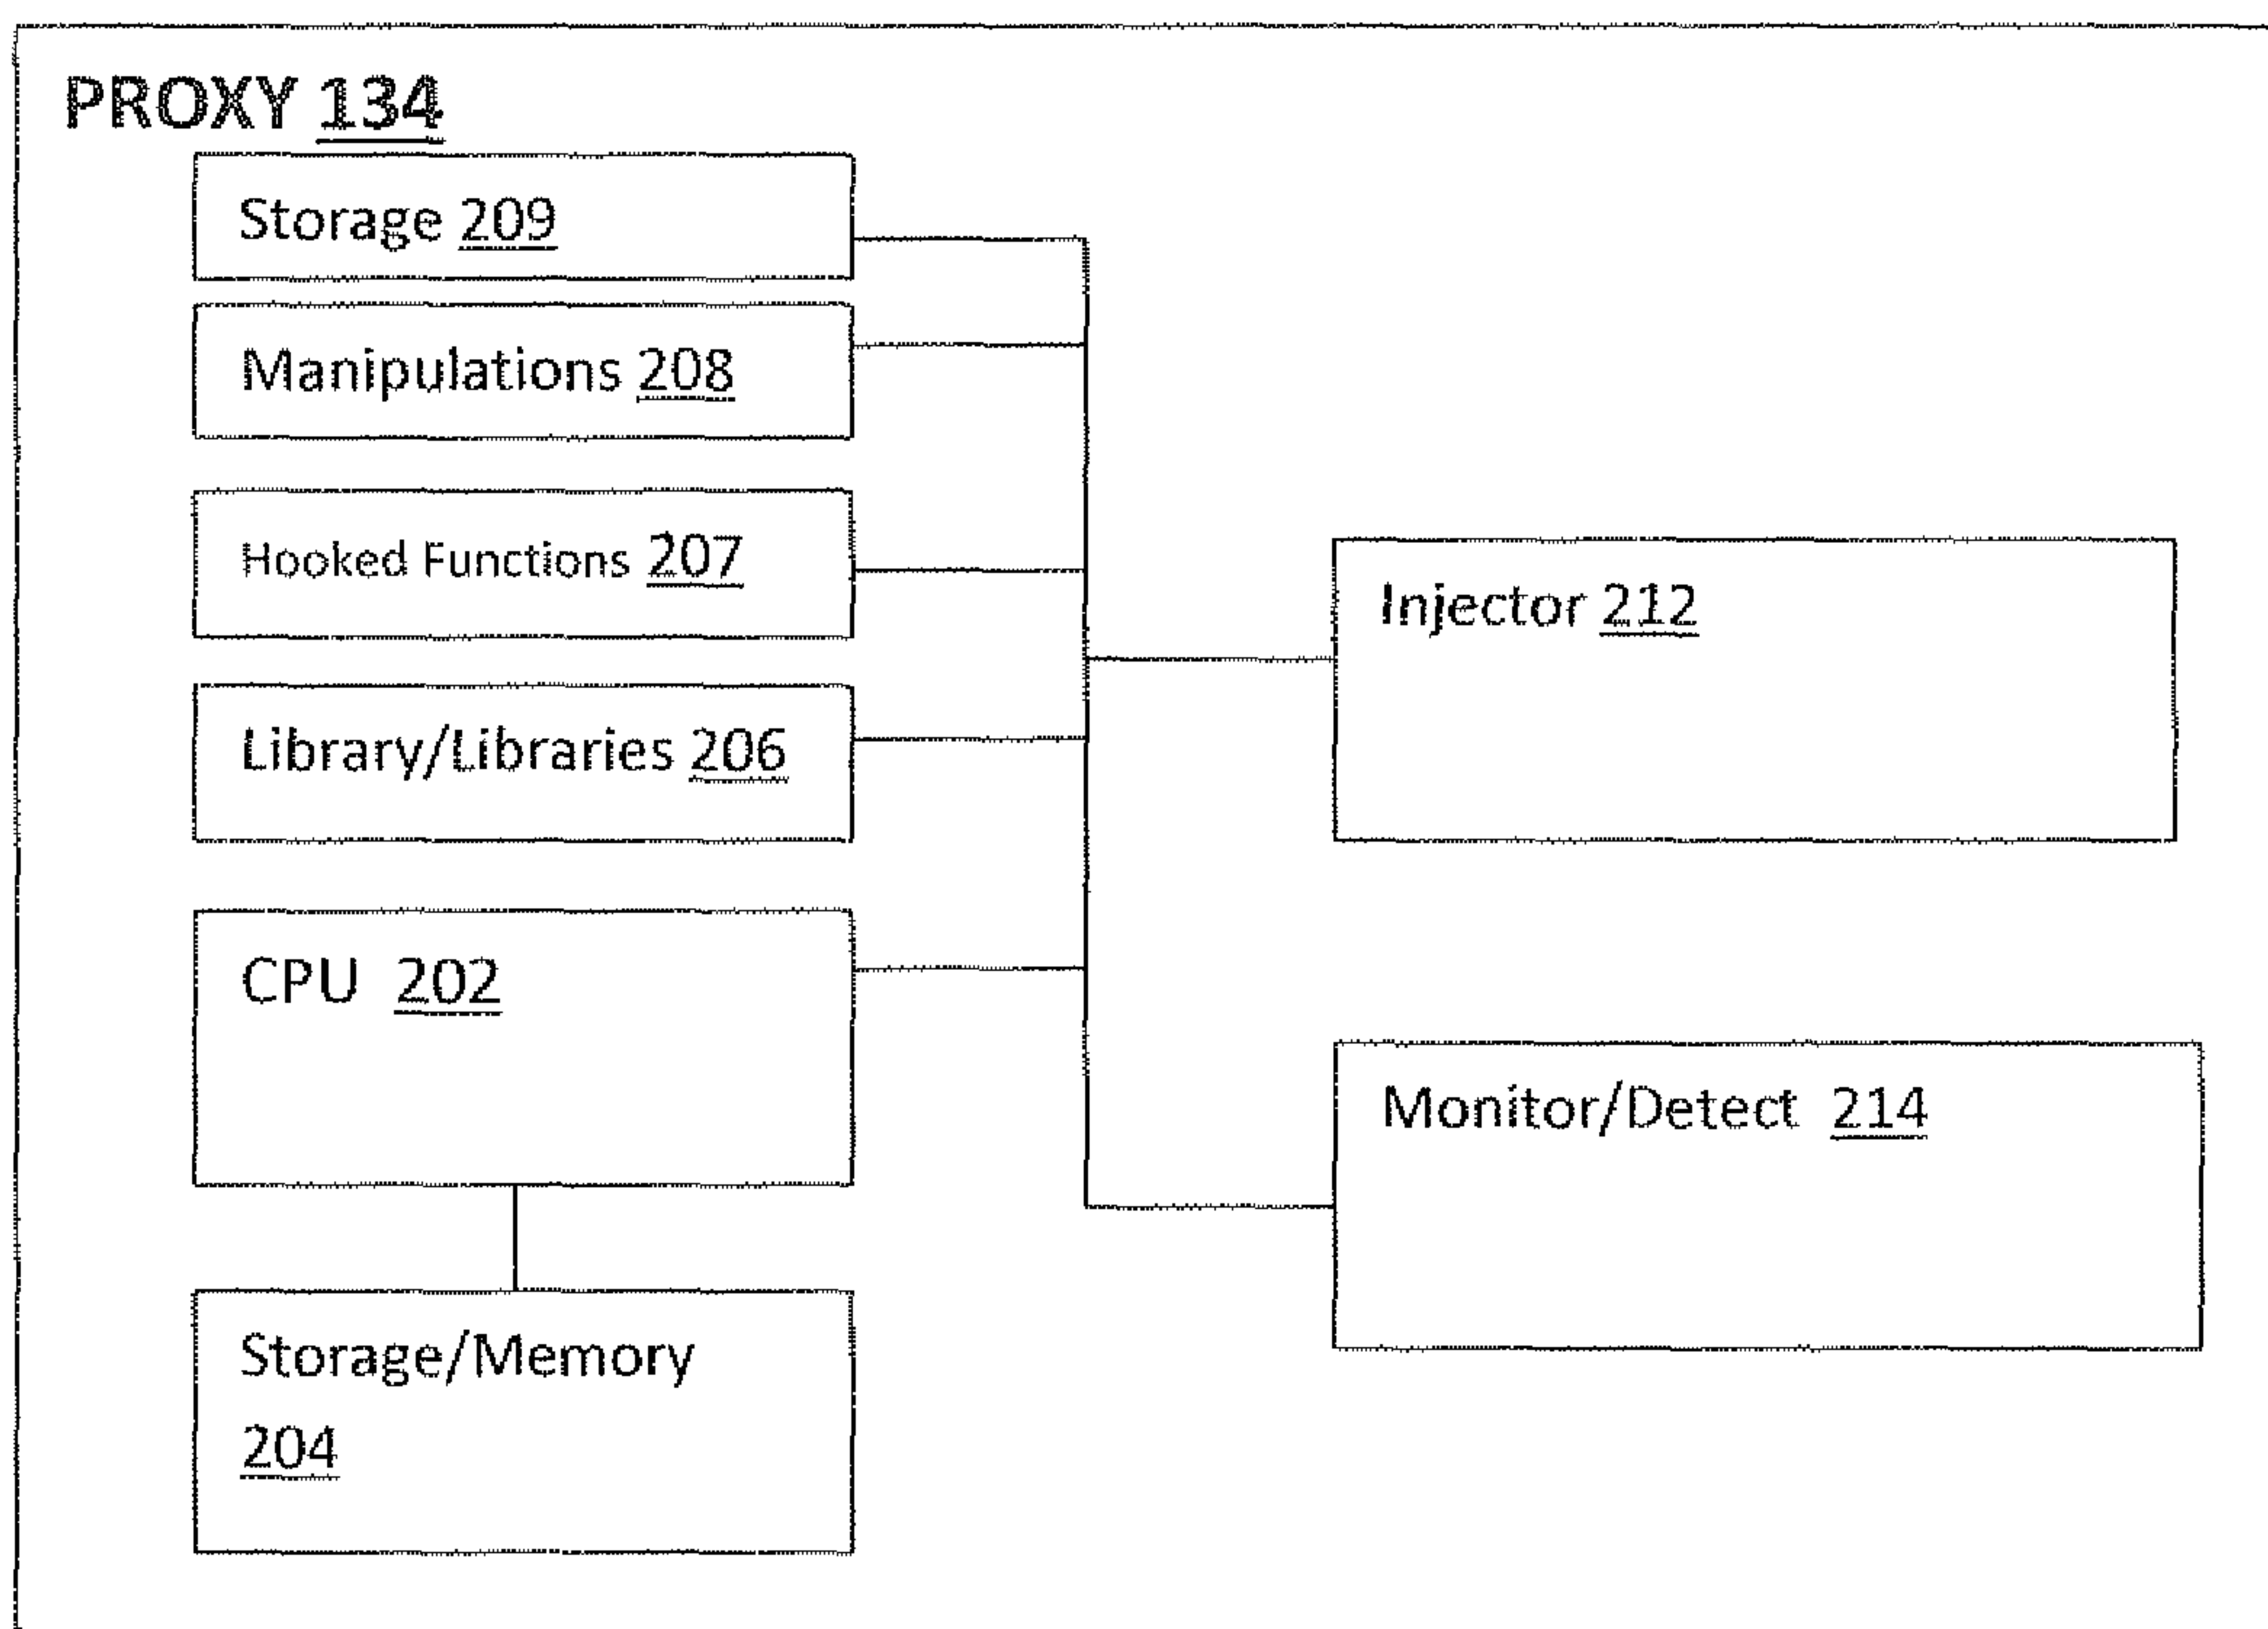 PROXY 134
Storage 209
Manipulations 208
Hooked Functions 207
Library/Libraries 206
CPU 202
Storage/Memory
204
Injector 212
Monitor/Detect 214